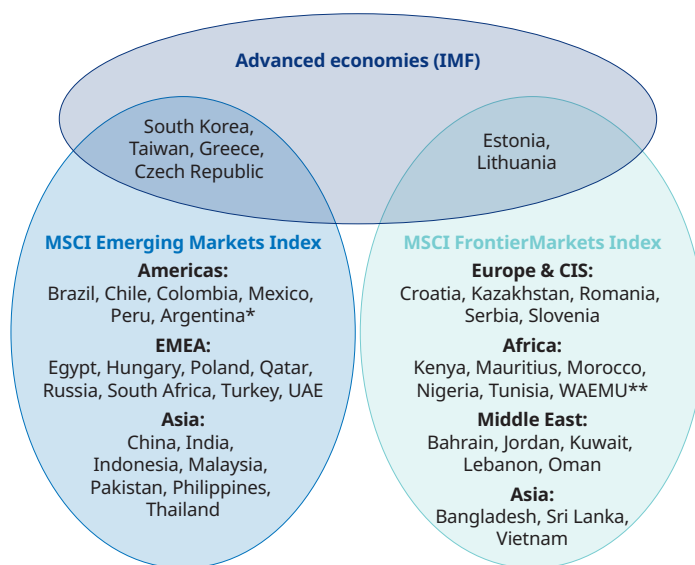 Advanced economies (IMF)
South Korea,
Taiwan, Greece,
Czech Republic
Estonia,
Lithuania
MSCI Emerging Markets Index
Americas:
Brazil, Chile, Colombia, Mexico,
Peru, Argentina*
EMEA:
Egypt, Hungary, Poland, Qatar,
Russia, South Africa, Turkey, UAE
Asia:
China, India,
Indonesia, Malaysia,
Pakistan, Philippines,
Thailand
MSCI FrontierMarkets Index
Europe & CIS:
Croatia, Kazakhstan, Romania,
Serbia, Slovenia
Africa:
Kenya, Mauritius, Morocco,
Nigeria, Tunisia, WAEMU**
Middle East:
Bahrain, Jordan, Kuwait,
Lebanon, Oman
Asia:
Bangladesh, Sri Lanka,
Vietnam